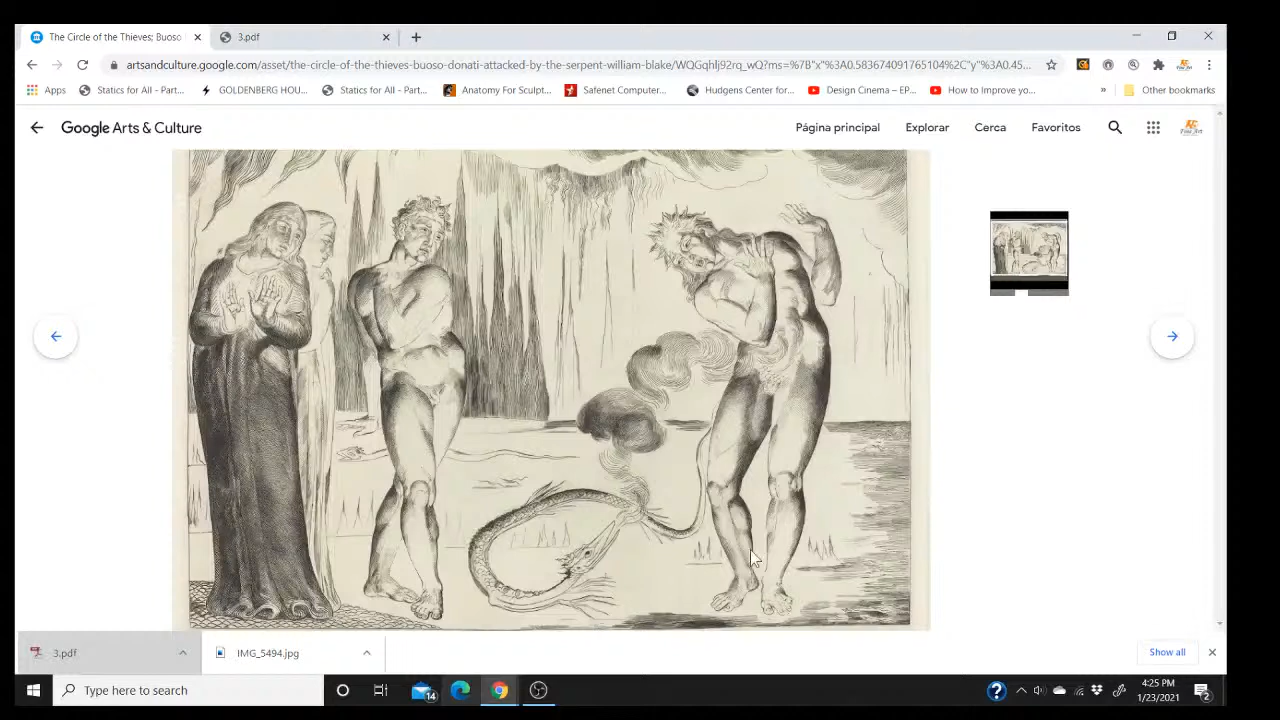 The Circle of the Thieves; Buoso
3.pdf
artsandculture.google.com/asset/the-circle-of-the-thieves-buoso-donati-attacked-by-the-serpent-william-blake/WQGqhlj92rq_wQ?ms=%7B"x"%3A0.583674091765104%2C"y"%3A0.45...
Apps Statics for All - Part... GOLDENBERG HOU... Statics for All - Part... Anatomy For Sculpt... Safenet Computer... Hudgens Center for... Design Cinema – EP... How to Improve yo... » Other bookmarks
Google Arts & Culture Página principal Explorar Cerca Favoritos
3.pdf IMG_5494.jpg Show all
Type here to search 14 4:25 PM
1/23/2021 2